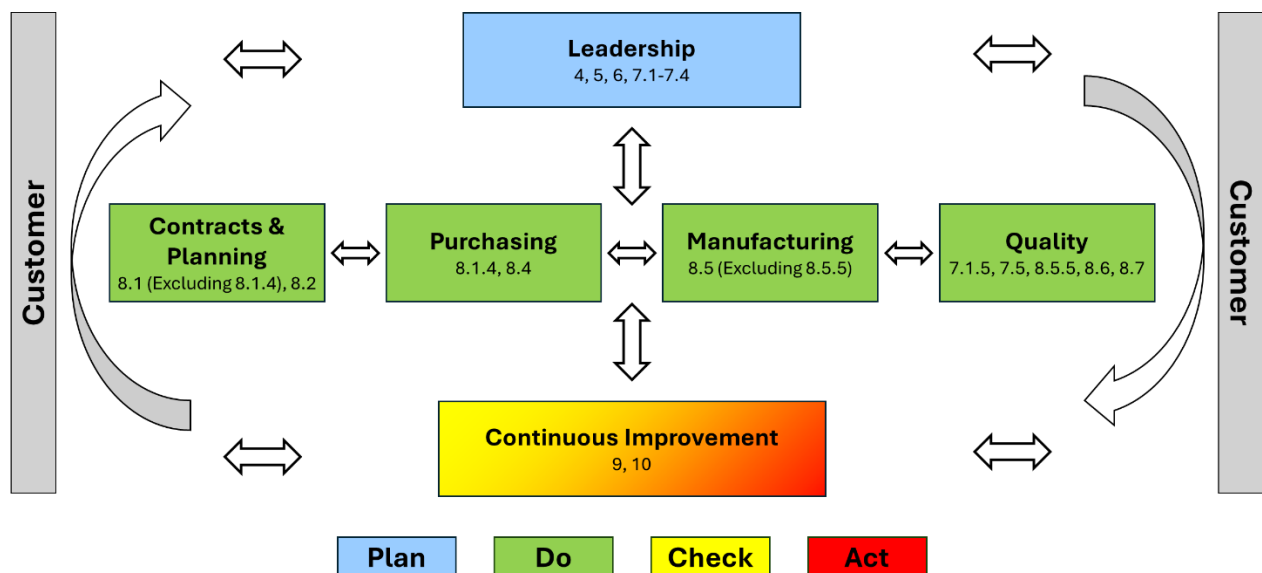 Customer
Leadership
4, 5, 6, 7.1-7.4
Contracts &
Planning
8.1 (Excluding 8.1.4), 8.2
Purchasing
8.1.4, 8.4
Manufacturing
8.5 (Excluding 8.5.5)
Quality
7.1.5, 7.5, 8.5.5, 8.6, 8.7
Customer
Continuous Improvement
9, 10
Plan
Do
Check
Act